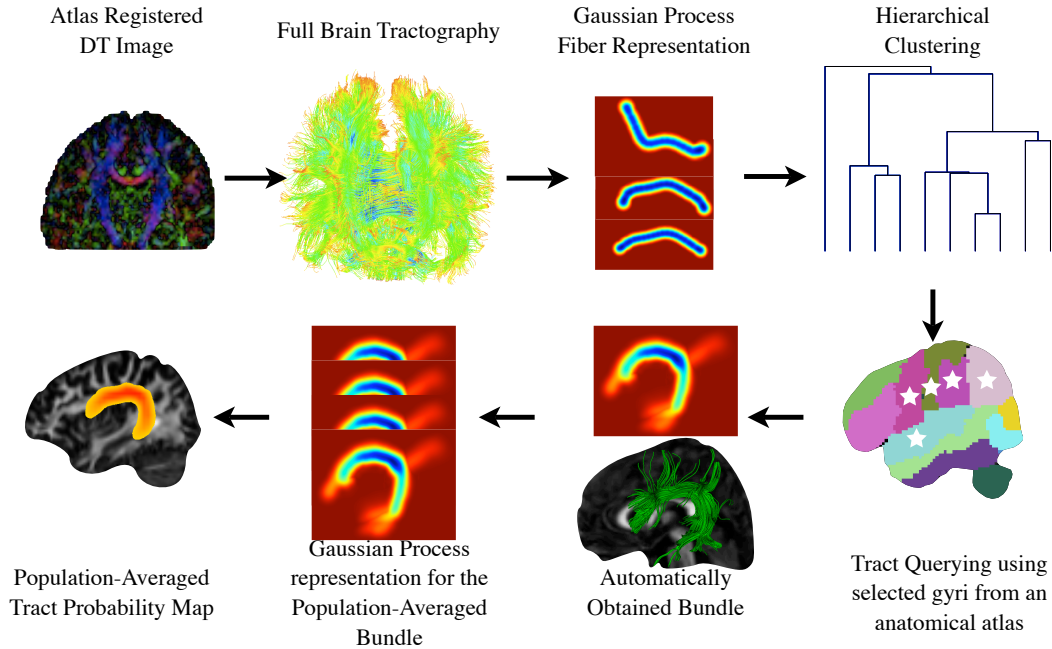 Atlas Registered
DT Image
Full Brain Tractography
Gaussian Process
Fiber Representation
Hierarchical
Clustering
Population-Averaged
Tract Probability Map
Gaussian Process
representation for the
Population-Averaged
Bundle
Automatically
Obtained Bundle
Tract Querying using
selected gyri from an
anatomical atlas